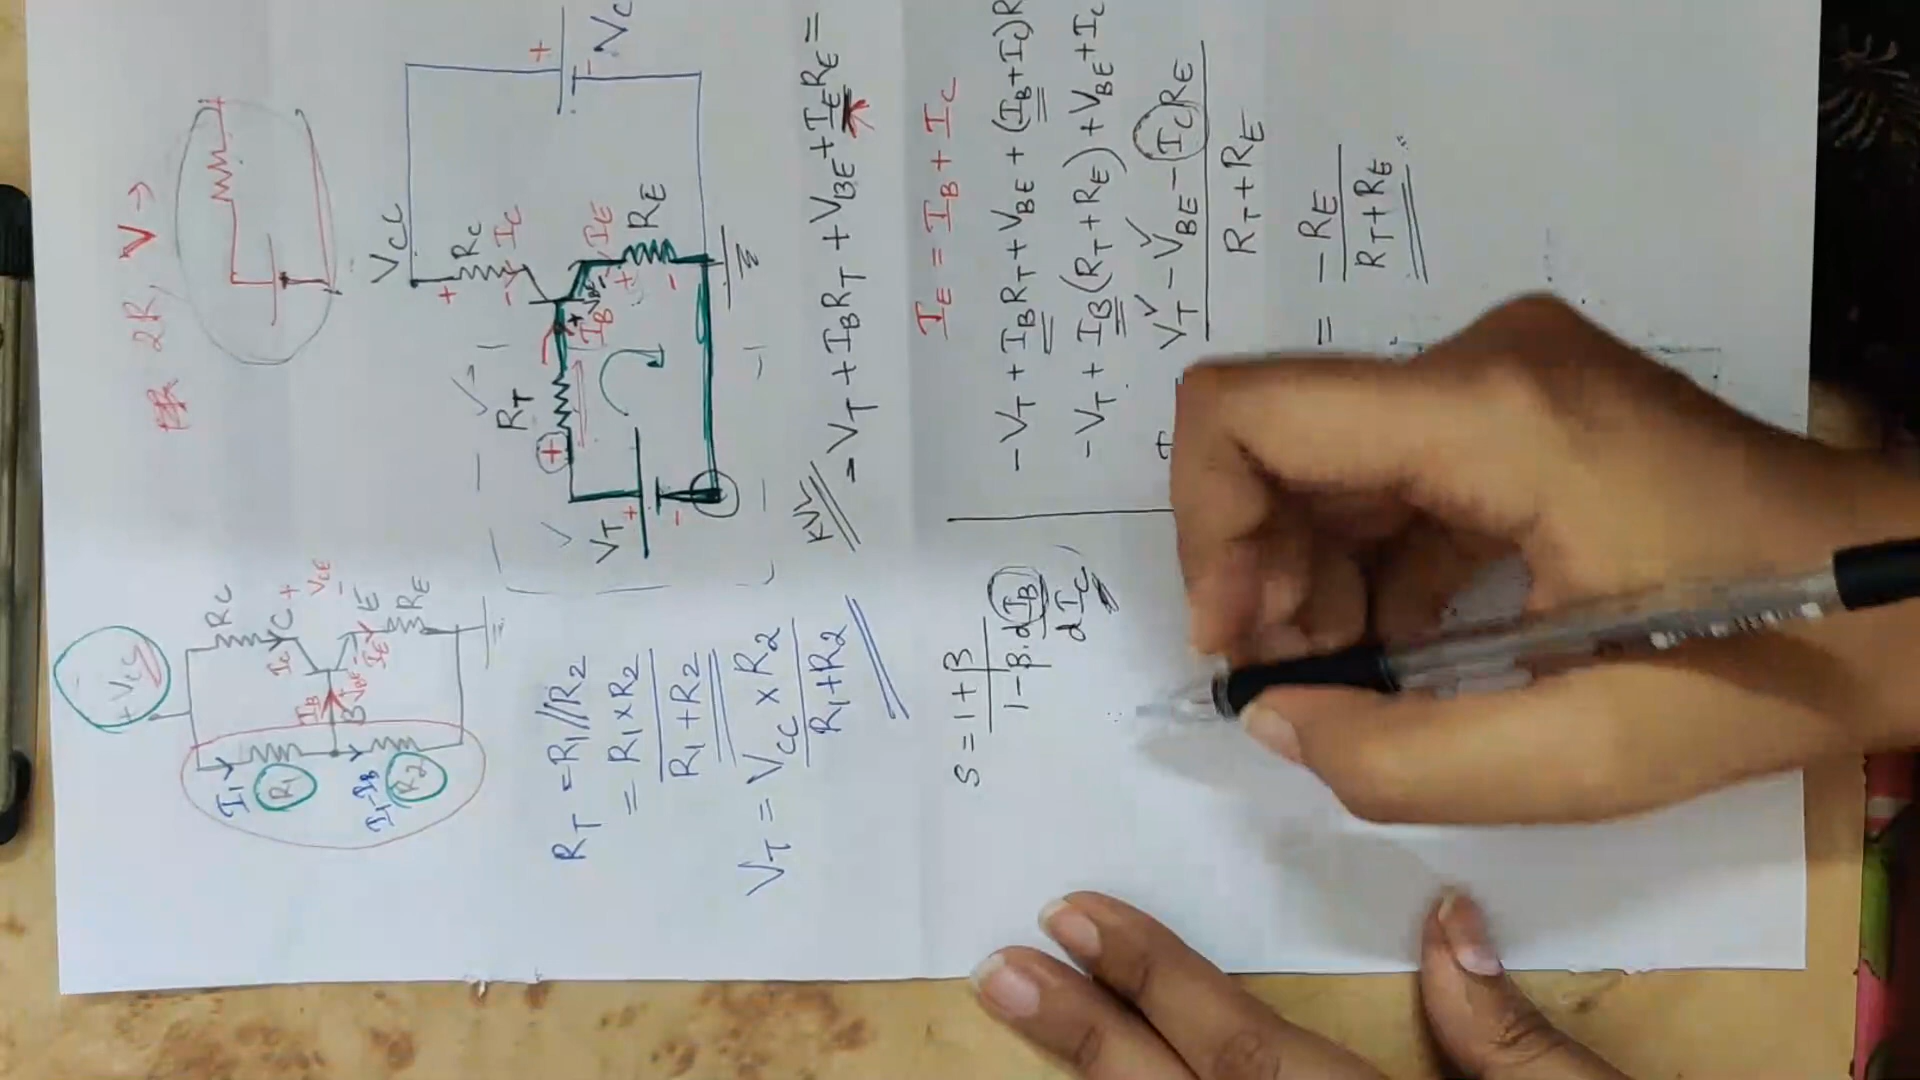 2R, V →
+VCC
RC
IC
C
+
VCE
-
E
IE
RE
IB
B
VBE
I1
R1
I1-IB
R2
VCC
+
-
RC
IC
+
-
IE
RE
+
-
IB
RT
+
VT
+
-
RT = R1//R2
= R1×R2
R1+R2
VT = VCC × R2
R1+R2
KVL
-VT + IBRT + VBE + IERE =
IE = IB + IC
-VT + IBRT + VBE + (IB+IC)R
-VT + IB(RT+RE) + VBE + IC
VT - VBE - ICRE
RT+RE
= -RE
RT+RE
S = 1+β
1-β.dIB
dIC